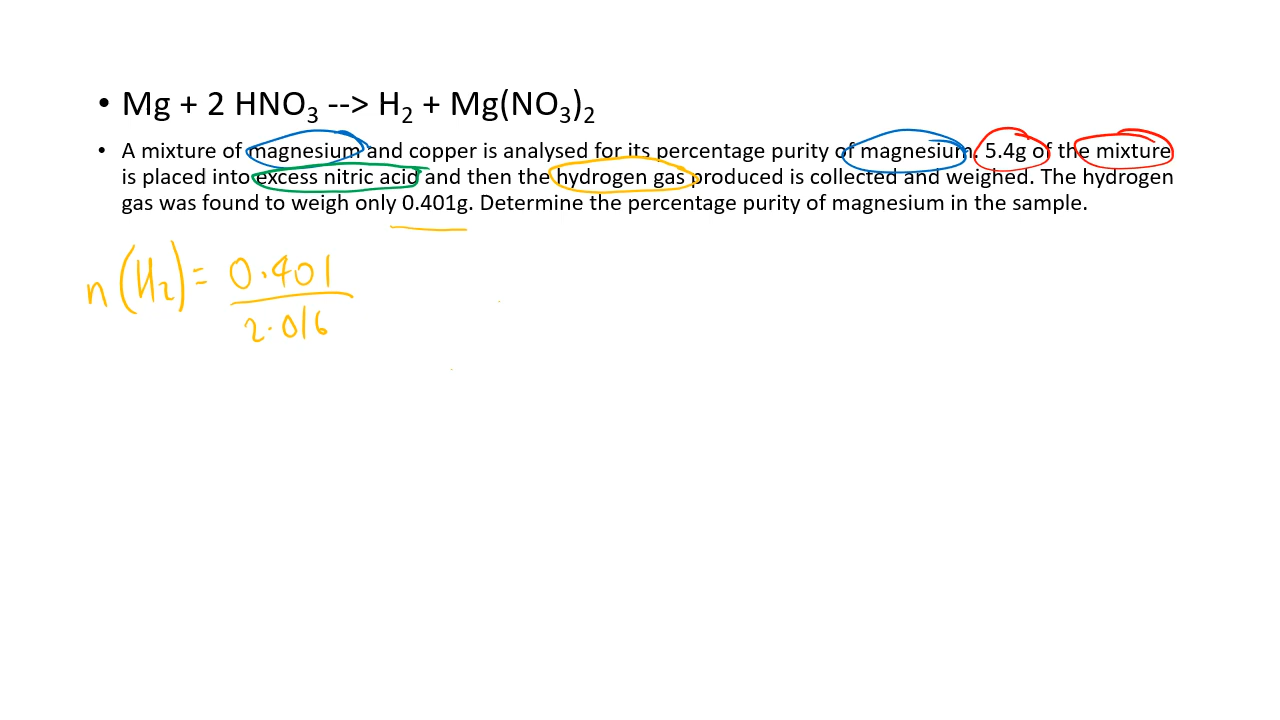 • Mg + 2 HNO₃ --> H₂ + Mg(NO₃)₂
• A mixture of magnesium and copper is analysed for its percentage purity of magnesium. 5.4g of the mixture
is placed into excess nitric acid and then the hydrogen gas produced is collected and weighed. The hydrogen
gas was found to weigh only 0.401g. Determine the percentage purity of magnesium in the sample.
n (H₂) = 0.401
2.016